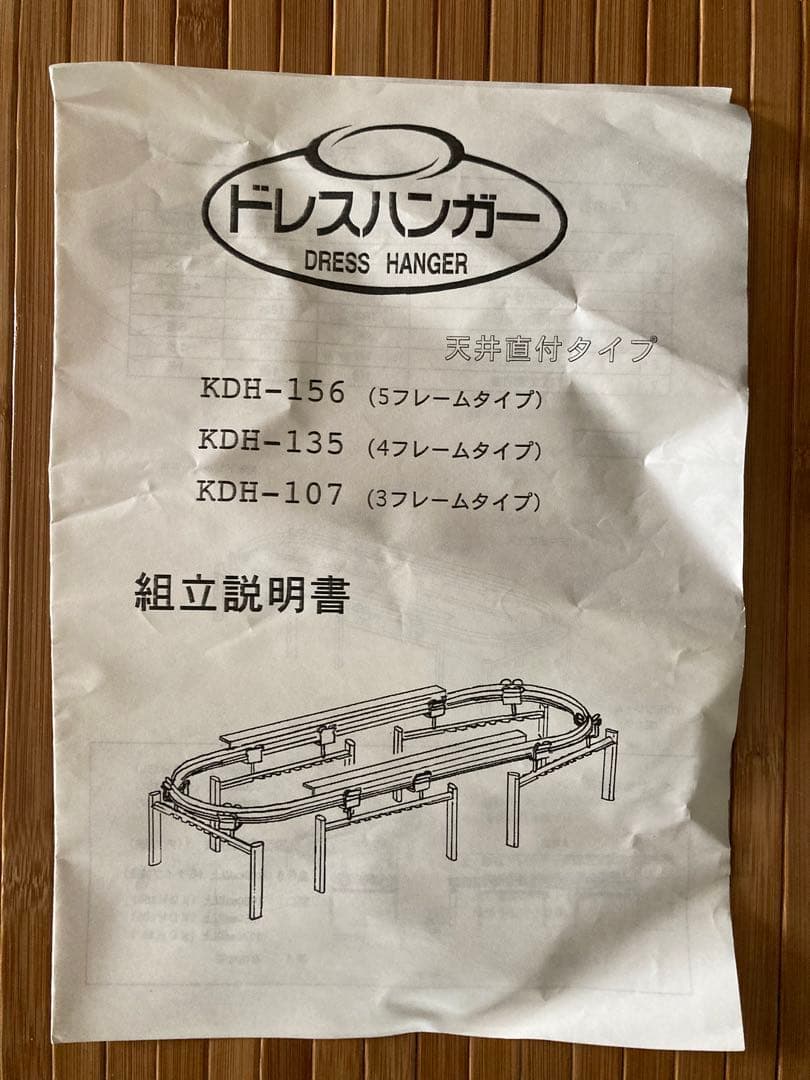 ドレスハンガー
DRESS HANGER
天井直付タイプ
KDH-156 (5フレームタイプ)
KDH-135 (4フレームタイプ)
KDH-107 (3フレームタイプ)
組立説明書